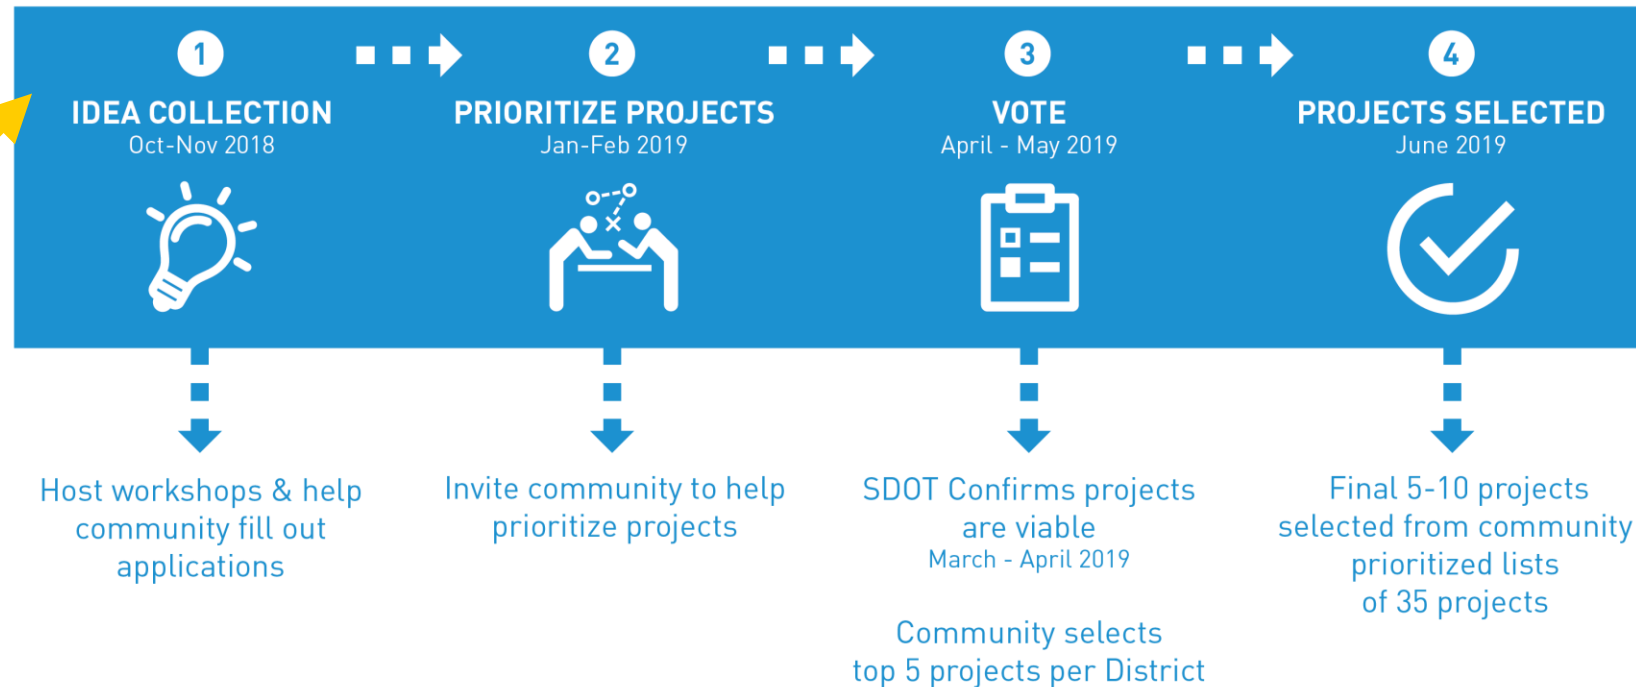 1
IDEA COLLECTION
Oct-Nov 2018
Host workshops & help
community fill out
applications
2
PRIORITIZE PROJECTS
Jan-Feb 2019
Invite community to help
prioritize projects
3
VOTE
April - May 2019
SDOT Confirms projects
are viable
March - April 2019
Community selects
top 5 projects per District
4
PROJECTS SELECTED
June 2019
Final 5-10 projects
selected from community
prioritized lists
of 35 projects